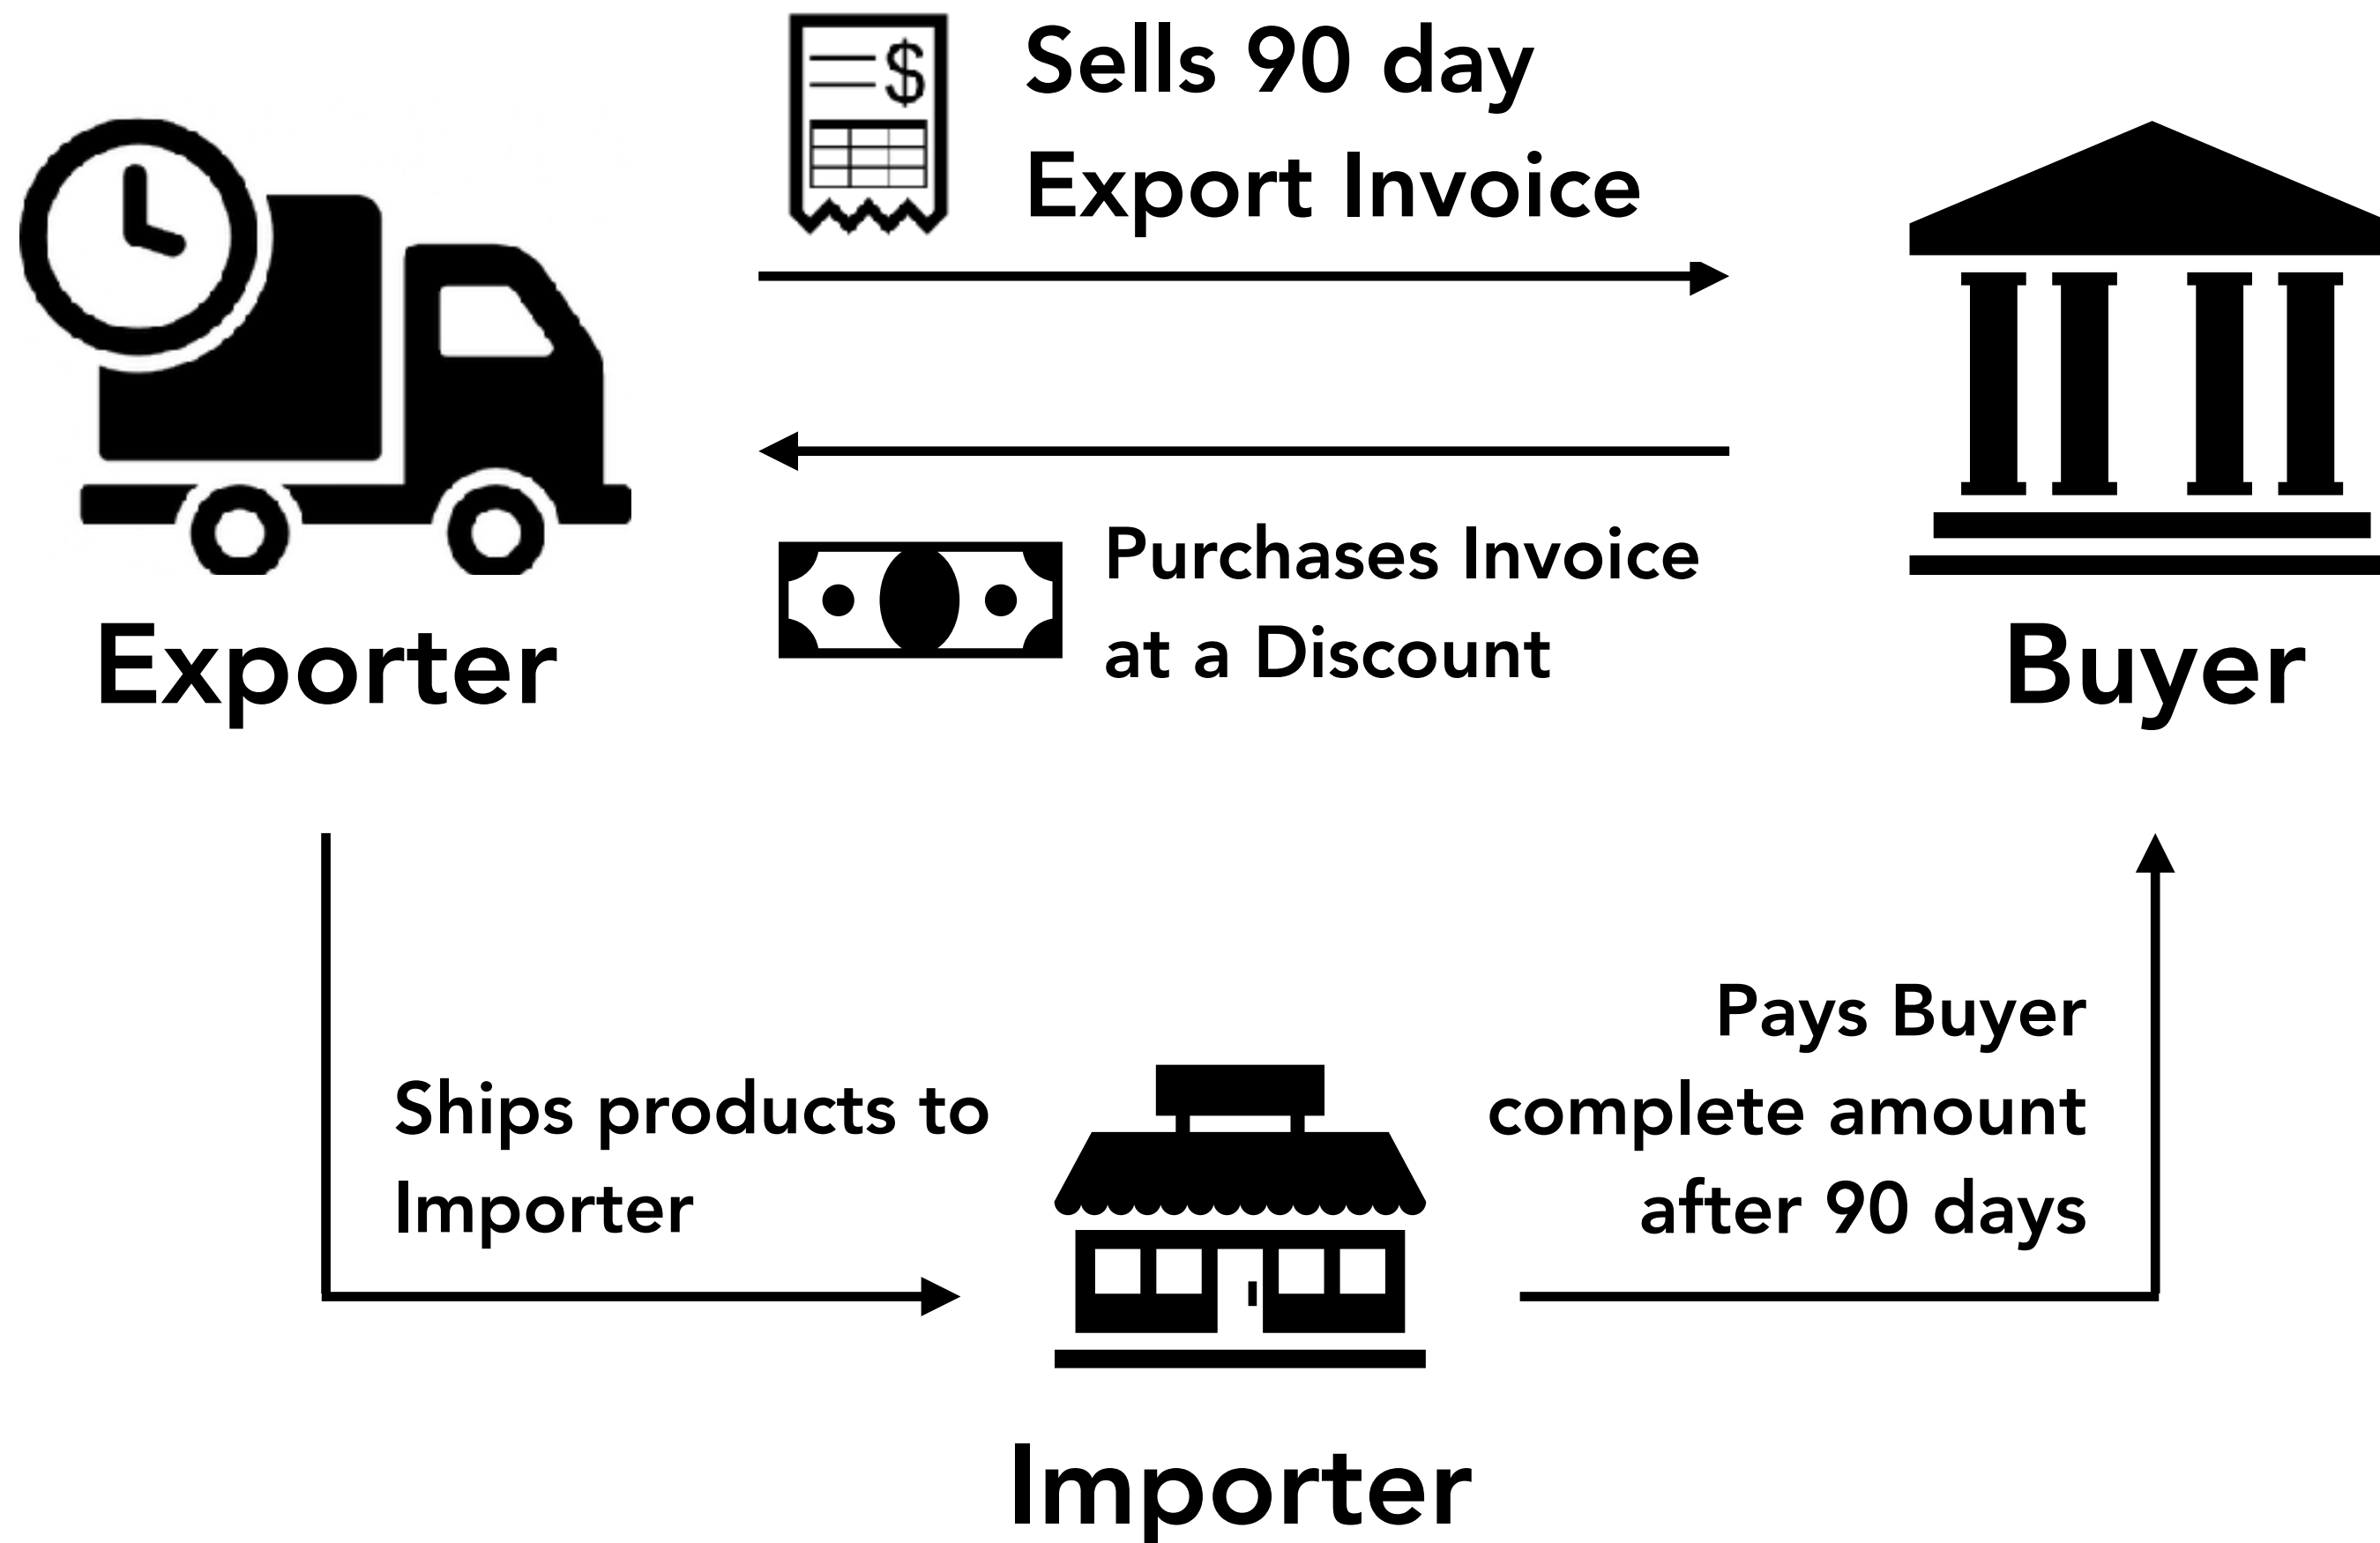 Sells 90 day
Export Invoice
$
Purchases Invoice
at a Discount
Exporter
Buyer
Ships products to
Importer
Pays Buyer
complete amount
after 90 days
Importer